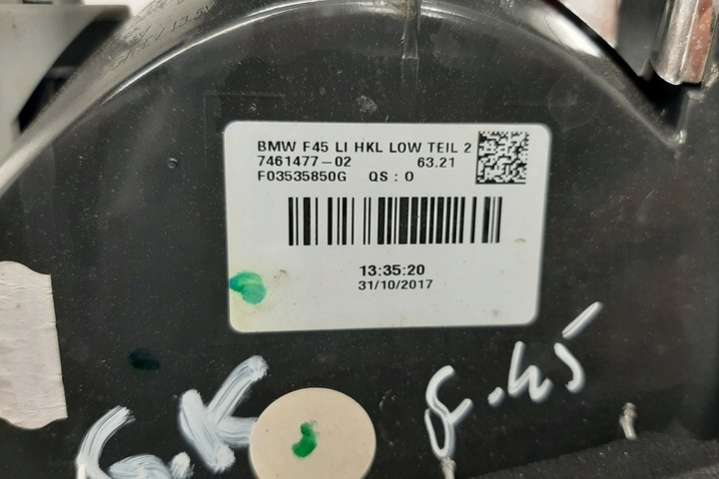 BMW F45 LI HKL LOW TEIL 2
7461477-02 63.21
F03535850G QS : O
13:35:20
31/10/2017
G.K
F.45